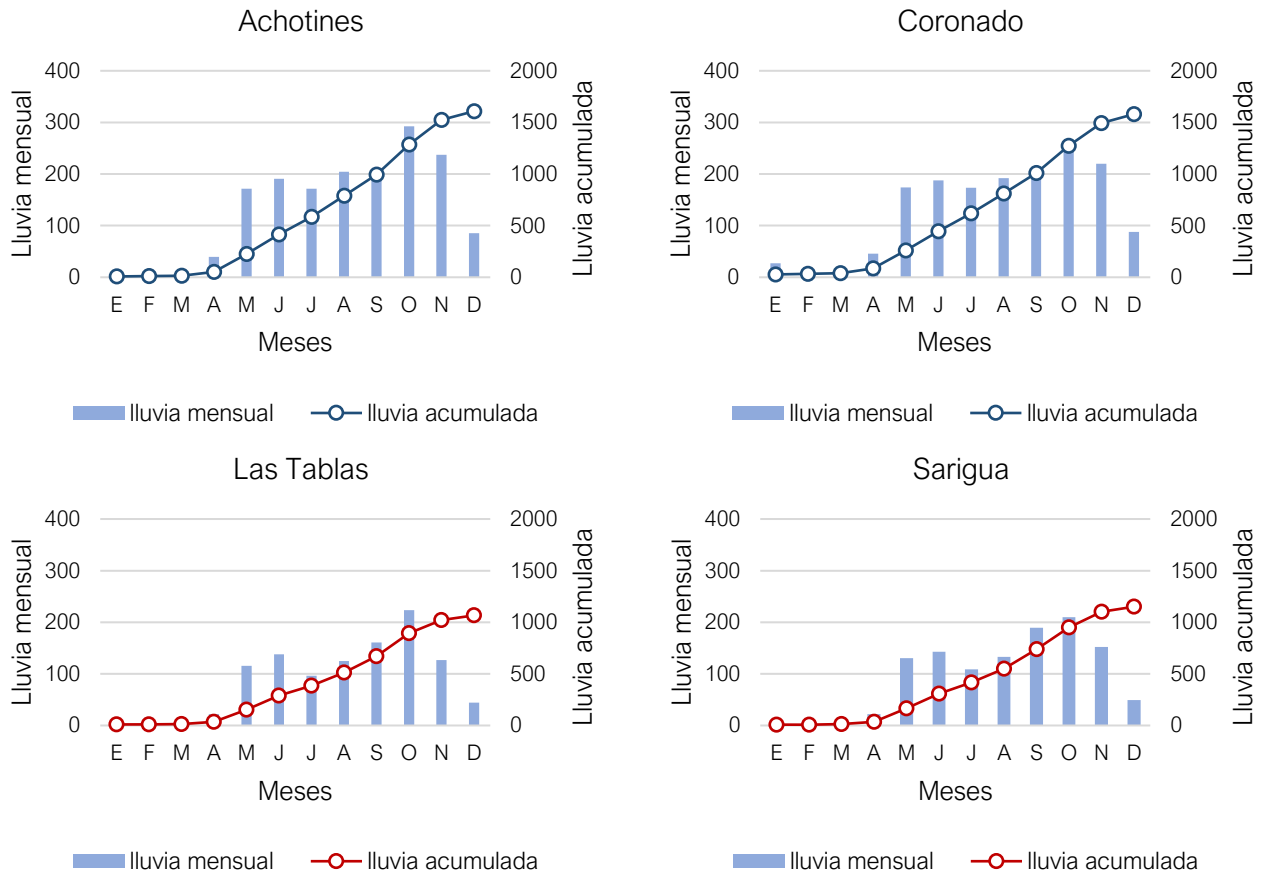 Achotines
400
300
200
100
0
Lluvia mensual
2000
1500
1000
500
0
Lluvia acumulada
E F M A M J J A S O N D
Meses
lluvia mensual lluvia acumulada
Coronado
400
300
200
100
0
Lluvia mensual
2000
1500
1000
500
0
Lluvia acumulada
E F M A M J J A S O N D
Meses
lluvia mensual lluvia acumulada
Las Tablas
400
300
200
100
0
Lluvia mensual
2000
1500
1000
500
0
Lluvia acumulada
E F M A M J J A S O N D
Meses
lluvia mensual lluvia acumulada
Sarigua
400
300
200
100
0
Lluvia mensual
2000
1500
1000
500
0
Lluvia acumulada
E F M A M J J A S O N D
Meses
lluvia mensual lluvia acumulada